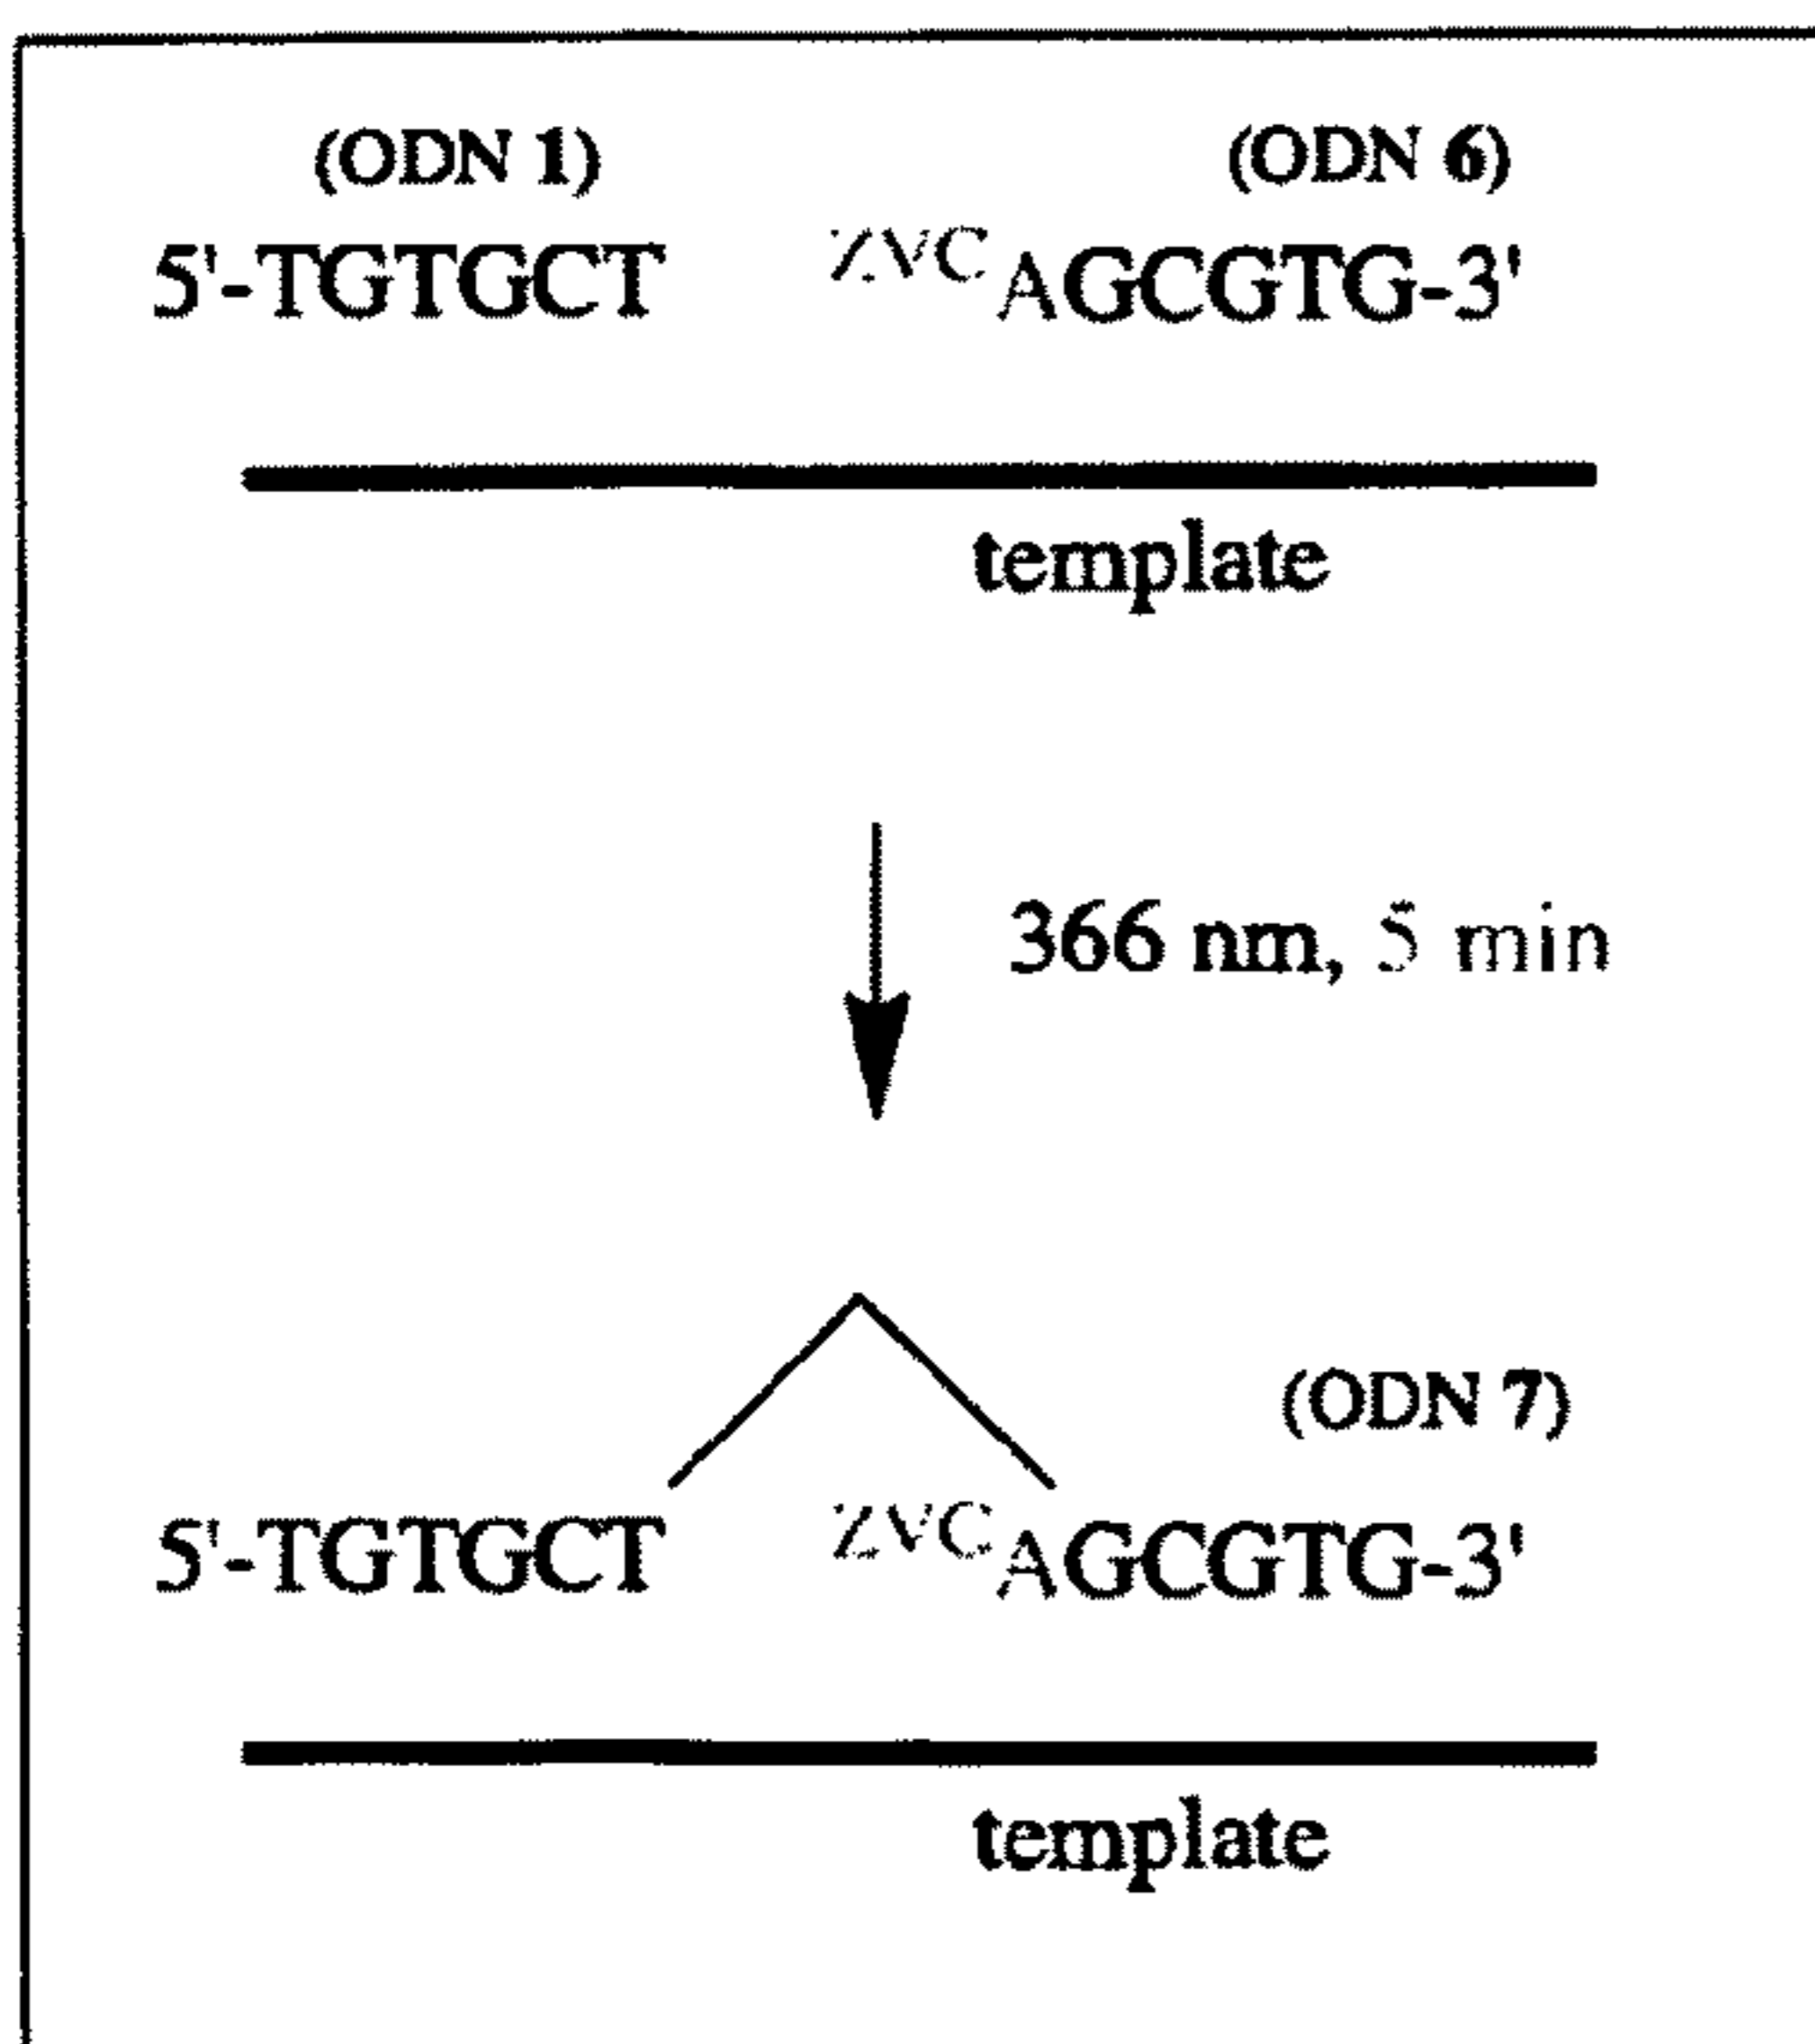 (ODN 1) (ODN 6)
5'-TGTGCT ZVCAGCGTG-3'
template
366 nm, 5 min
(ODN 7)
5'-TGTGCT ZVCAGCGTG-3'
template